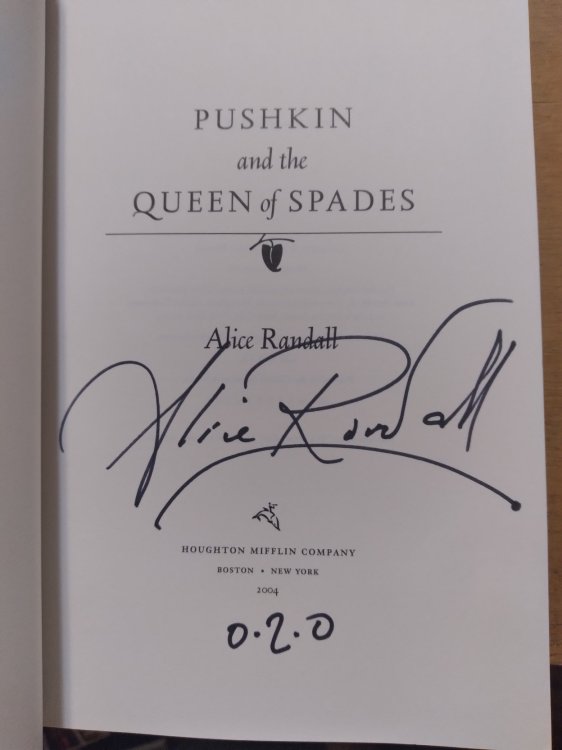 PUSHKIN
and the
QUEEN of SPADES
Alice Randall
Alice Randall
HOUGHTON MIFFLIN COMPANY
BOSTON • NEW YORK
2004
0.2.0